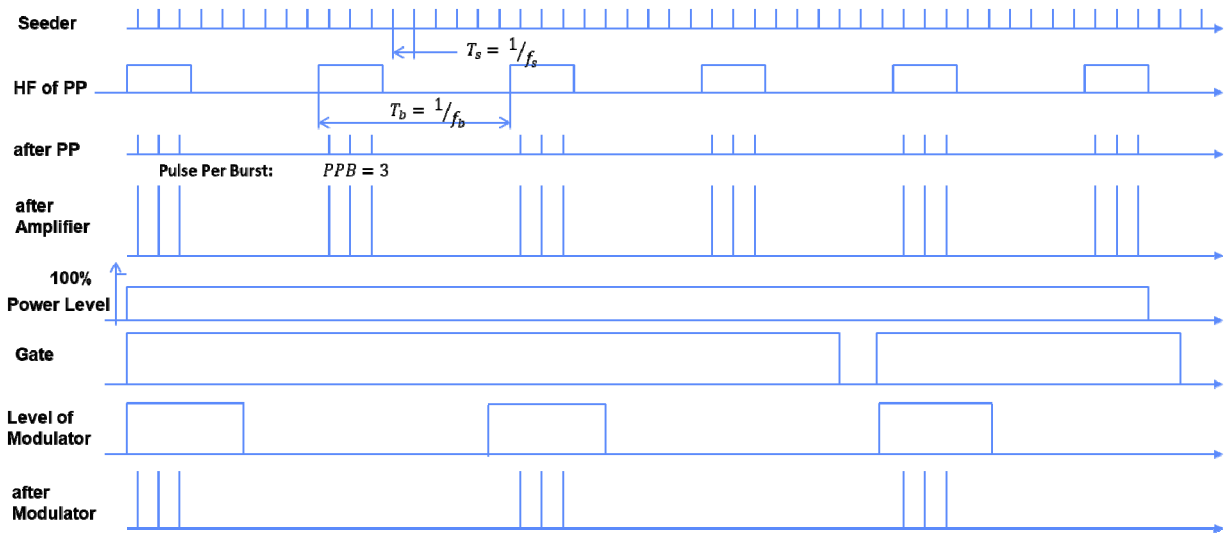 Seeder
T_s = 1/f_s
HF of PP
T_b = 1/f_b
after PP
Pulse Per Burst: PPB = 3
after
Amplifier
100%
Power Level
Gate
Level of
Modulator
after
Modulator